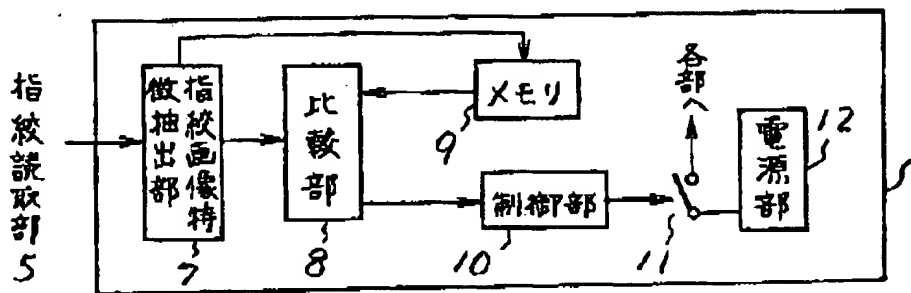 指紋読取部5
指紋画像特
徴抽出部
7
比較部
8
メモリ
9
制御部
10
各部へ
11
電源部
12